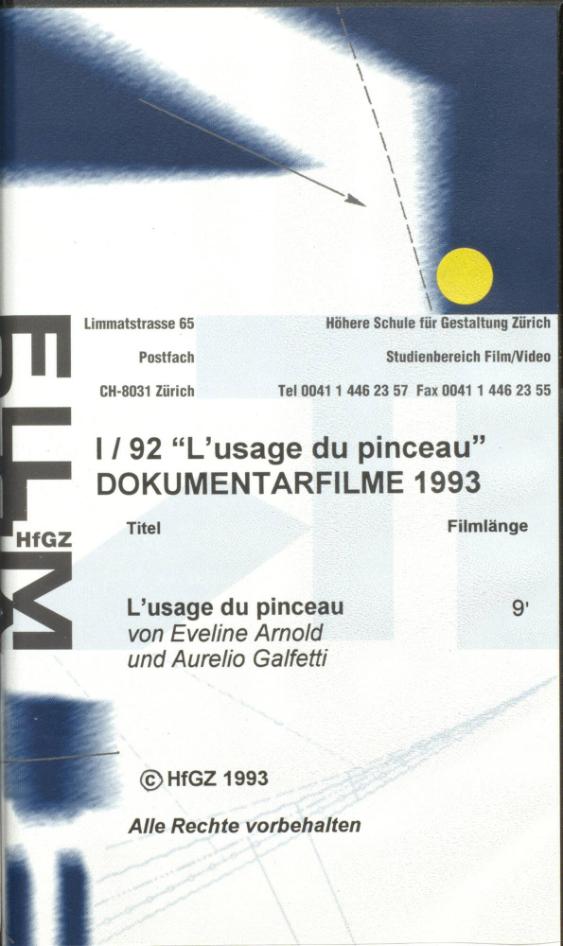 Limmatstrasse 65
Höhere Schule für Gestaltung Zürich
Postfach
Studienbereich Film/Video
CH-8031 Zürich
Tel 0041 1 446 23 57 Fax 0041 1 446 23 55
HfGZ
I / 92 “L'usage du pinceau”
DOKUMENTARFILME 1993
Titel
Filmlänge
L'usage du pinceau
9'
von Eveline Arnold
und Aurelio Galfetti
© HfGZ 1993
Alle Rechte vorbehalten